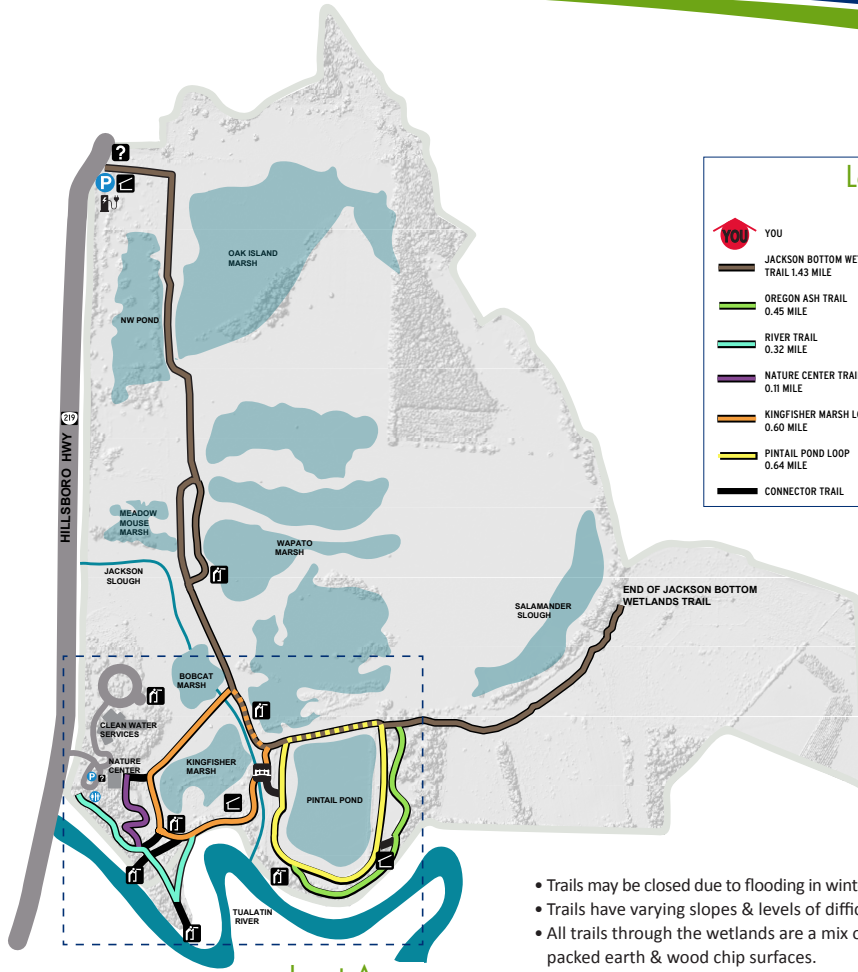 ?
P
OAK ISLAND
MARSH
NW POND
219
HILLSBORO HWY
MEADOW
MOUSE
MARSH
WAPATO
MARSH
JACKSON
SLOUGH
SALAMANDER
SLOUGH
END OF JACKSON BOTTOM
WETLANDS TRAIL
BOBCAT
MARSH
CLEAN WATER
SERVICES
NATURE
CENTER
P ?
KINGFISHER
MARSH
PINTAIL POND
TUALATIN
RIVER
YOU YOU
JACKSON BOTTOM
TRAIL 1.43 MILE
OREGON ASH TRAIL
0.45 MILE
RIVER TRAIL
0.32 MILE
NATURE CENTER
0.11 MILE
KINGFISHER MARSH
0.60 MILE
PINTAIL POND LOOP
0.64 MILE
CONNECTOR TRAIL
• Trails may be closed due to flooding in
• Trails have varying slopes & levels of
• All trails through the wetlands are a mix
packed earth & wood chip surfaces.